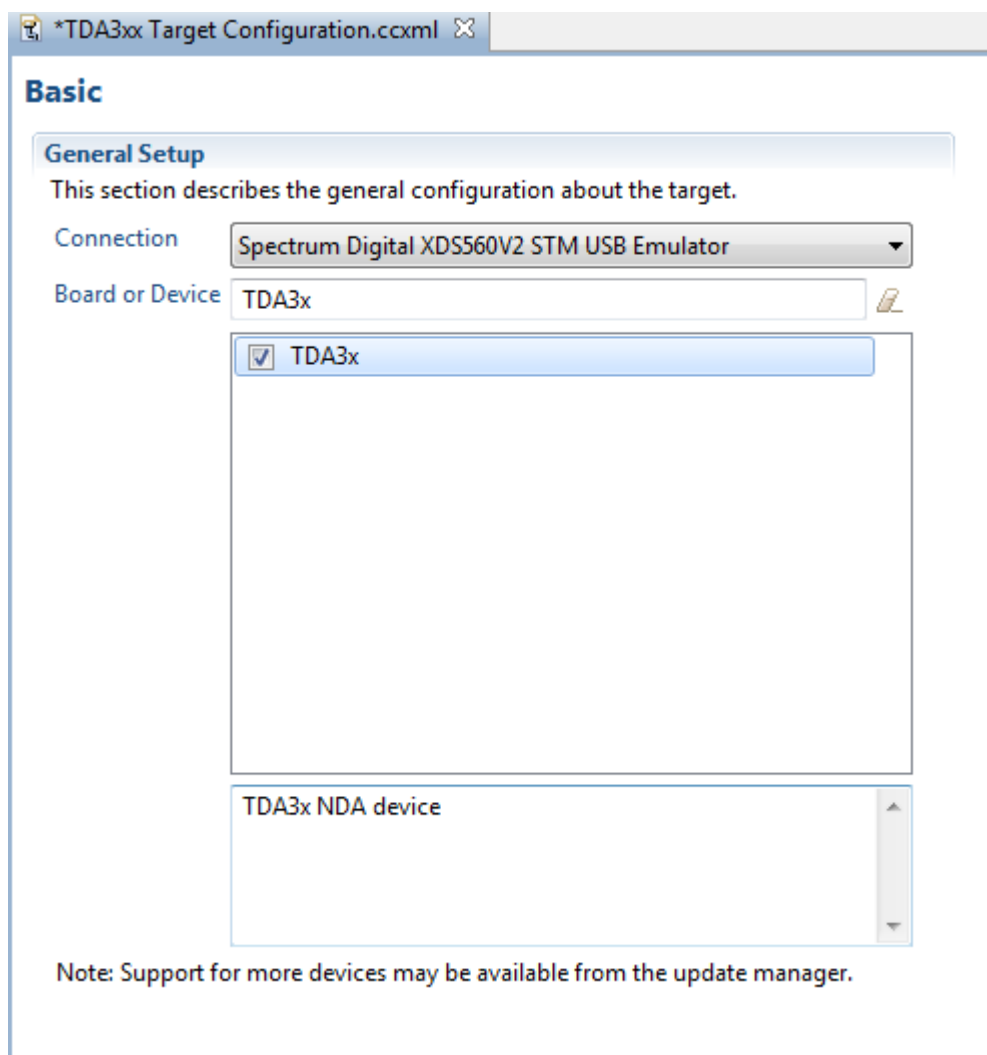 *TDA3xx Target Configuration.ccxml
Basic
General Setup
This section describes the general configuration about the target.
Connection
Spectrum Digital XDS560V2 STM USB Emulator
Board or Device
TDA3x
TDA3x
TDA3x NDA device
Note: Support for more devices may be available from the update manager.